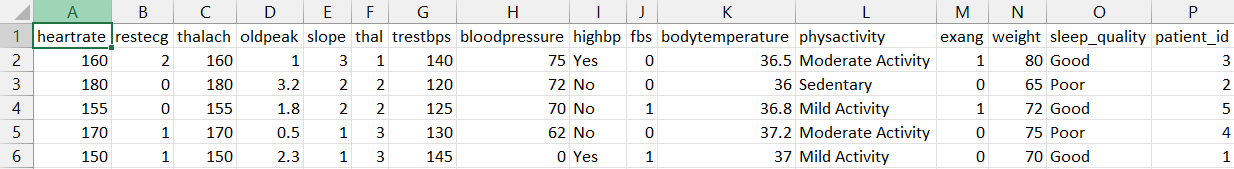 A B C D E F G H I J K L M N O P
1 heartrate restecg thalach oldpeak slope thal trestbps bloodpressure highbp fbs bodytemperature physactivity exang weight sleep_quality patient_id
2 160 2 160 1 3 1 140 75 Yes 0 36.5 Moderate Activity 1 80 Good 3
3 180 0 180 3.2 2 2 120 72 No 0 36 Sedentary 0 65 Poor 2
4 155 0 155 1.8 2 2 125 70 No 1 36.8 Mild Activity 1 72 Good 5
5 170 1 170 0.5 1 3 130 62 No 0 37.2 Moderate Activity 0 75 Poor 4
6 150 1 150 2.3 1 3 145 0 Yes 1 37 Mild Activity 0 70 Good 1